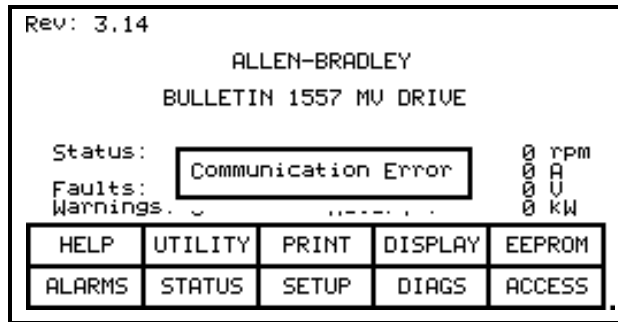 Rev: 3.14
ALLEN-BRADLEY
BULLETIN 1557 MV DRIVE
Status: 0 rpm
Communication Error 0 A
Faults: 0 V
Warnings: 0 kW
HELP UTILITY PRINT DISPLAY EEPROM
ALARMS STATUS SETUP DIAGS ACCESS